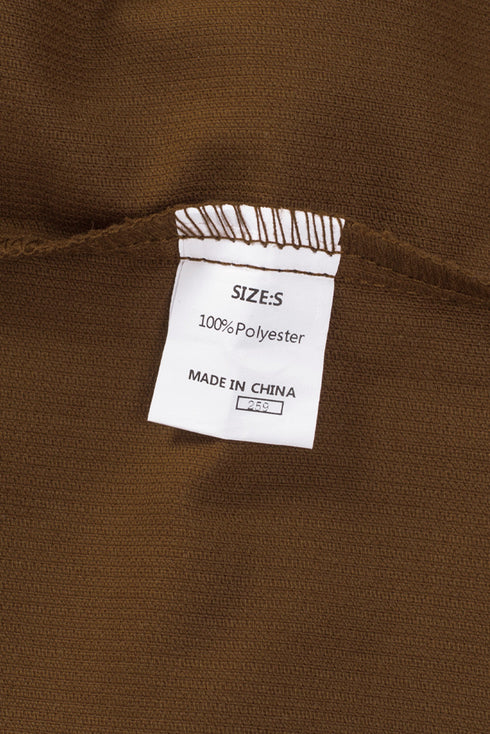 SIZE:S
100%Polyester
MADE IN CHINA
259